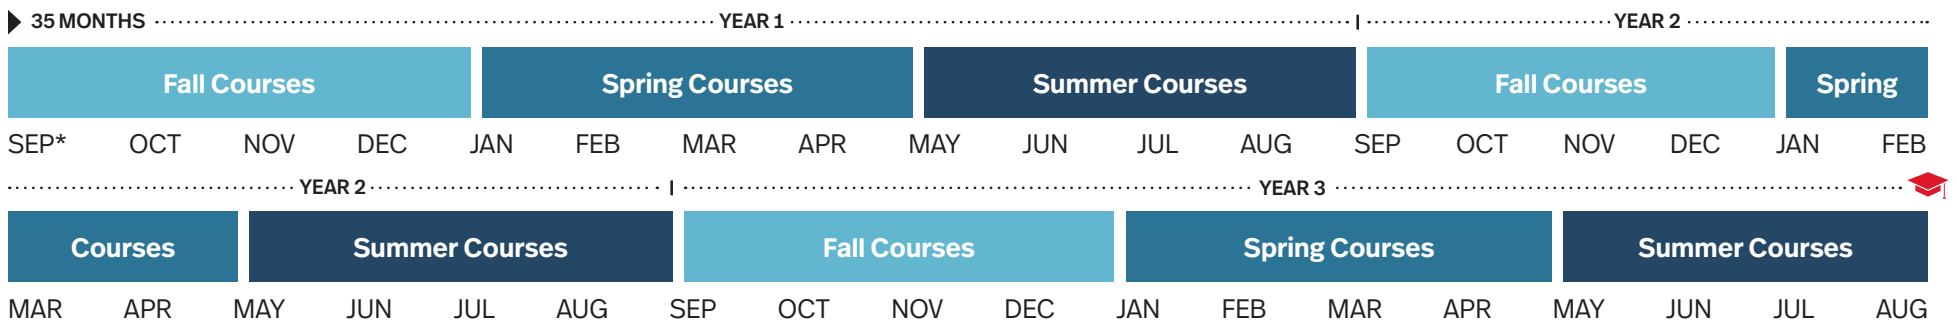 35 MONTHS YEAR 1 YEAR 2
Fall Courses Spring Courses Summer Courses Fall Courses Spring
SEP* OCT NOV DEC JAN FEB MAR APR MAY JUN JUL AUG SEP OCT NOV DEC JAN FEB
YEAR 2 YEAR 3
Courses Summer Courses Fall Courses Spring Courses Summer Courses
MAR APR MAY JUN JUL AUG SEP OCT NOV DEC JAN FEB MAR APR MAY JUN JUL AUG